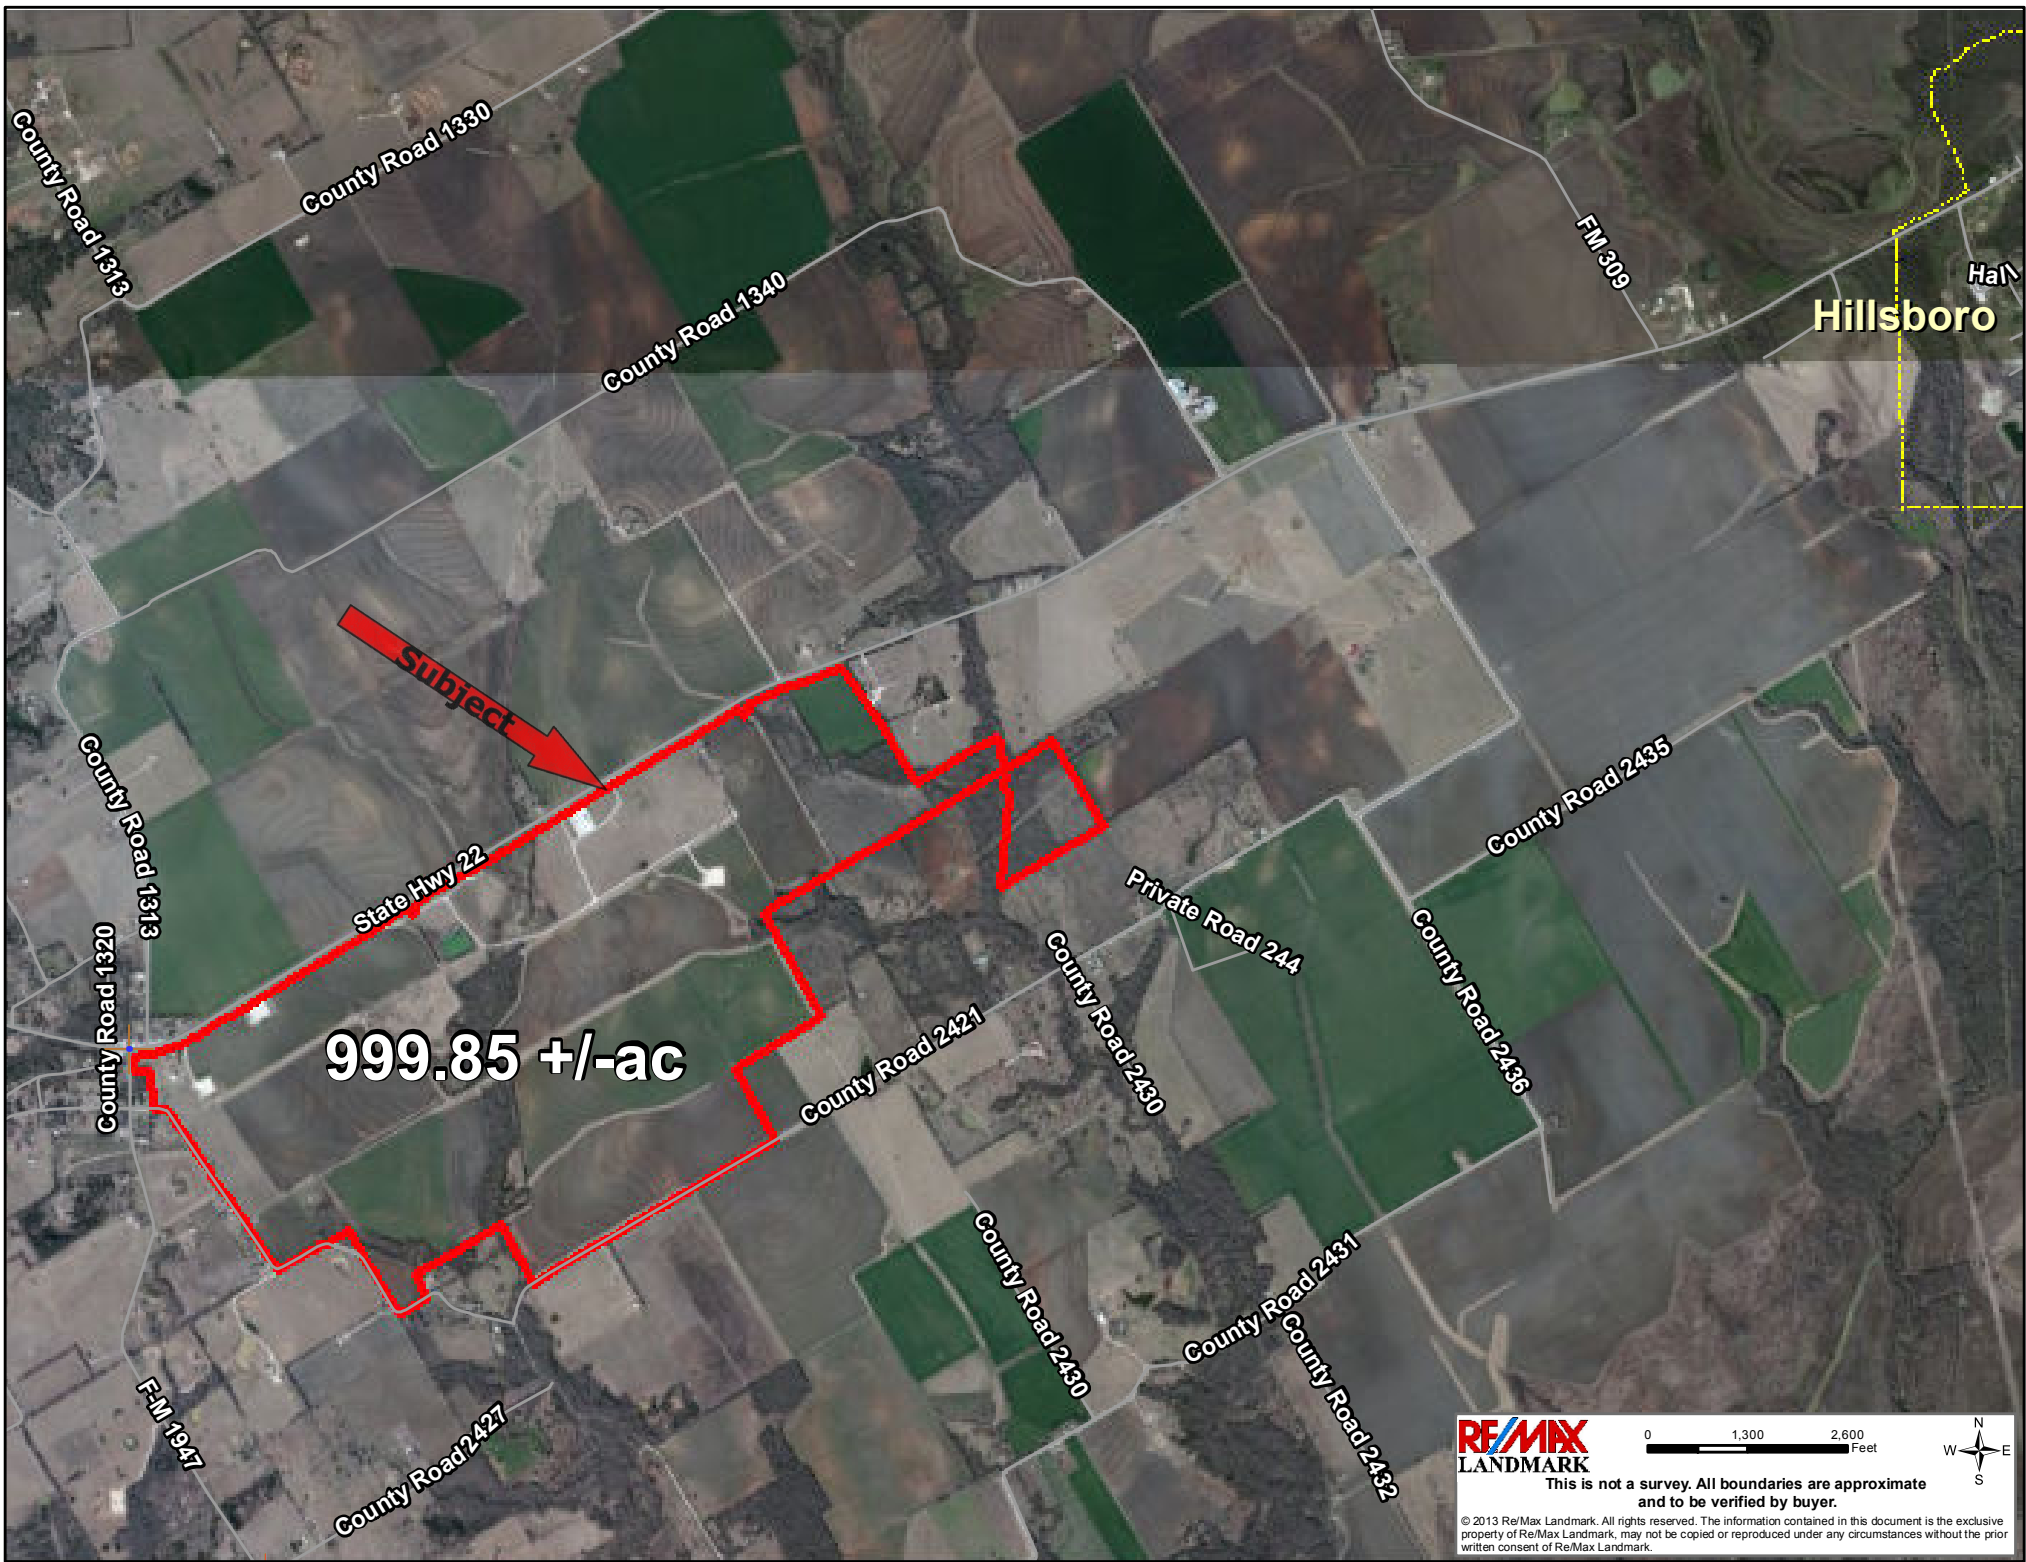 County Road 1330
County Road 1313
County Road 1340
FM 309
Hall
Hillsboro
Subject
County Road 1313
County Road 2435
State Hwy 22
Private Road 244
County Road 1320
County Road 2430
County Road 2436
999.85 +/-ac
County Road 2421
County Road 2430
County Road 2431
County Road 2432
F-M 1947
County Road 2427
RE/MAX
LANDMARK
0 1,300 2,600
Feet
N
W E
S
This is not a survey. All boundaries are approximate
and to be verified by buyer.
© 2013 Re/Max Landmark. All rights reserved. The information contained in this document is the exclusive
property of Re/Max Landmark, may not be copied or reproduced under any circumstances without the prior
written consent of Re/Max Landmark.